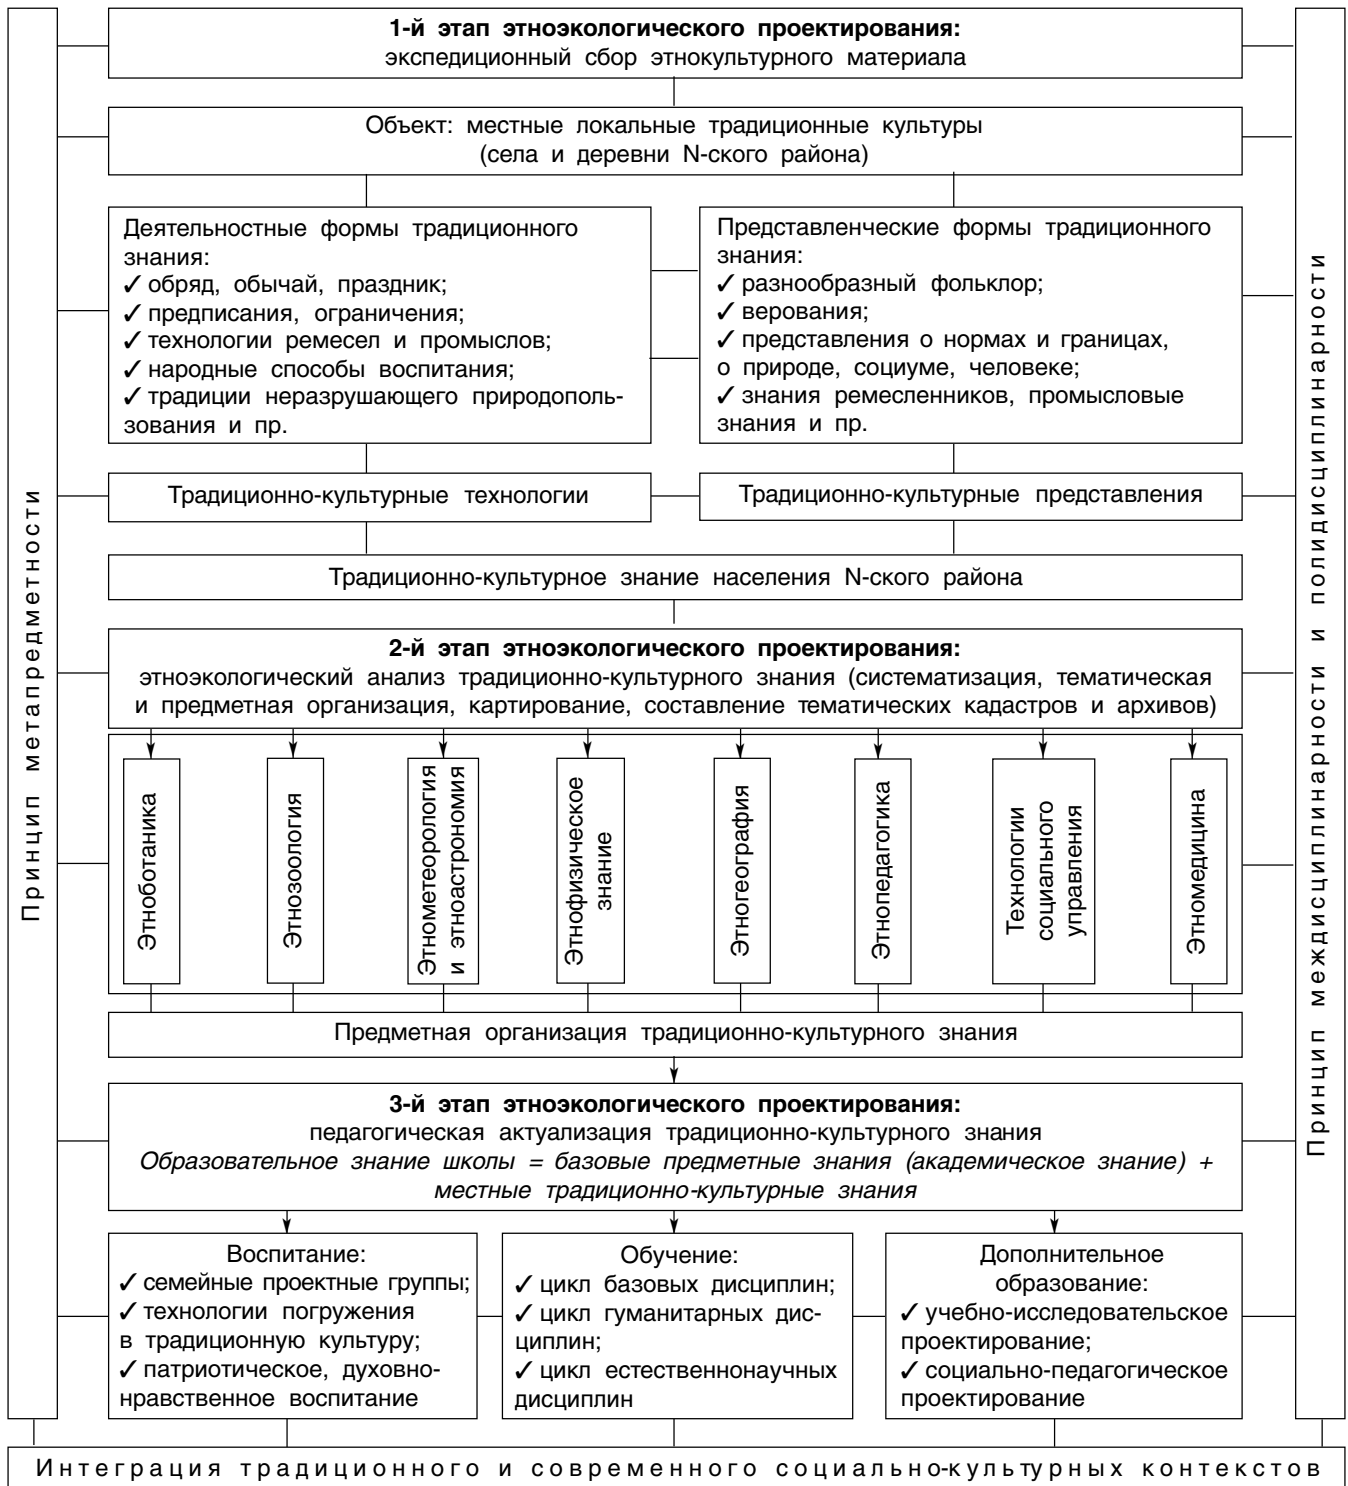 1-й этап этноэкологического проектирования:
экспедиционный сбор этнокультурного материала
Объект: местные локальные традиционные культуры
(села и деревни N-ского района)
Деятельностные формы традиционного
знания:
✓ обряд, обычай, праздник;
✓ предписания, ограничения;
✓ технологии ремесел и промыслов;
✓ народные способы воспитания;
✓ традиции неразрушающего природополь-
зования и пр.
Представленческие формы традиционного
знания:
✓ разнообразный фольклор;
✓ верования;
✓ представления о нормах и границах,
о природе, социуме, человеке;
✓ знания ремесленников, промысловые
знания и пр.
Традиционно-культурные технологии
Традиционно-культурные представления
Традиционно-культурное знание населения N-ского района
2-й этап этноэкологического проектирования:
этноэкологический анализ традиционно-культурного знания (систематизация, тематическая
и предметная организация, картирование, составление тематических кадастров и архивов)
Этноботаника
Этнозоология
Этнометеорология
и этноастрономия
Этнофизическое
знание
Этногеография
Этнопедагогика
Технологии
социального
управления
Этномедицина
Предметная организация традиционно-культурного знания
3-й этап этноэкологического проектирования:
педагогическая актуализация традиционно-культурного знания
Образовательное знание школы = базовые предметные знания (академическое знание) +
местные традиционно-культурные знания
Воспитание:
✓ семейные проектные группы;
✓ технологии погружения
в традиционную культуру;
✓ патриотическое, духовно-
нравственное воспитание
Обучение:
✓ цикл базовых дисциплин;
✓ цикл гуманитарных дис-
циплин;
✓ цикл естественнонаучных
дисциплин
Дополнительное
образование:
✓ учебно-исследовательское
проектирование;
✓ социально-педагогическое
проектирование
Принцип метапредметности
Принцип междисциплинарности и полидисциплинарности
Интеграция традиционного и современного социально-культурных контекстов